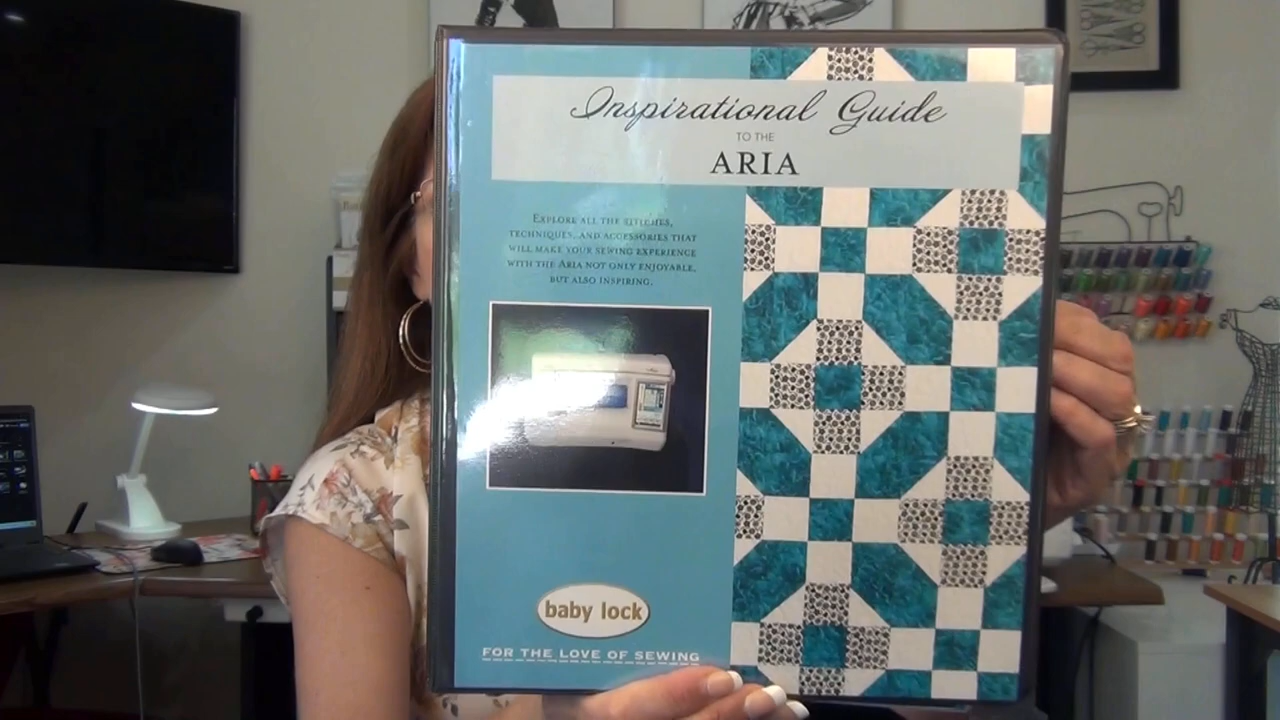 Inspirational Guide
TO THE
ARIA
EXPLORE ALL THE STITCHES,
TECHNIQUES, AND ACCESSORIES THAT
WILL MAKE YOUR SEWING EXPERIENCE
WITH THE ARIA NOT ONLY ENJOYABLE,
BUT ALSO INSPIRING.
baby lock
FOR THE LOVE OF SEWING